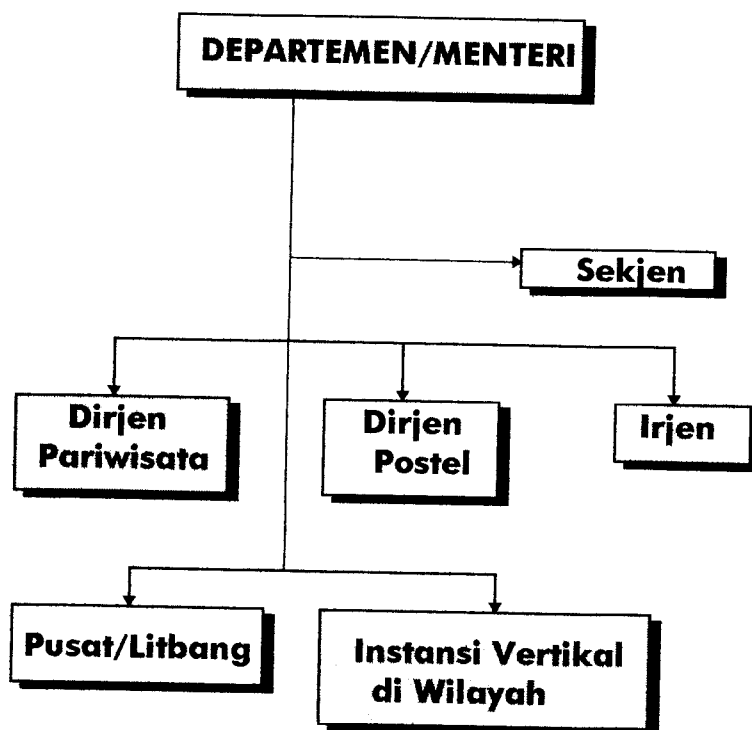 DEPARTEMEN/MENTERI
Sekjen
Dirjen
Pariwisata
Dirjen
Postel
Irjen
Pusat/Litbang
Instansi Vertikal
di Wilayah